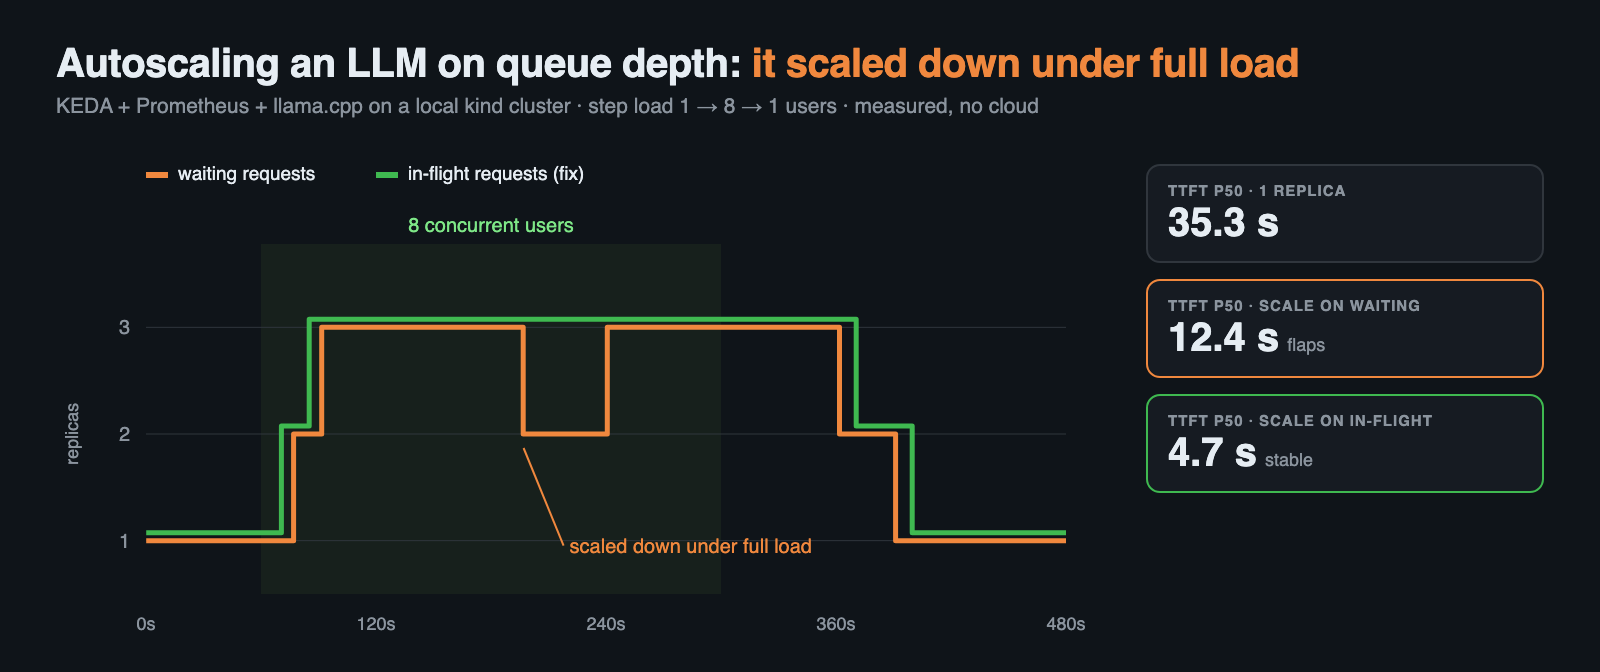 Autoscaling an LLM on queue depth: it scaled down under full load
KEDA + Prometheus + llama.cpp on a local kind cluster · step load 1 → 8 → 1 users · measured, no cloud
waiting requests
in-flight requests (fix)
8 concurrent users
replicas
3
2
1
scaled down under full load
0s
120s
240s
360s
480s
TTFT P50 · 1 REPLICA
35.3 s
TTFT P50 · SCALE ON WAITING
12.4 s flaps
TTFT P50 · SCALE ON IN-FLIGHT
4.7 s stable